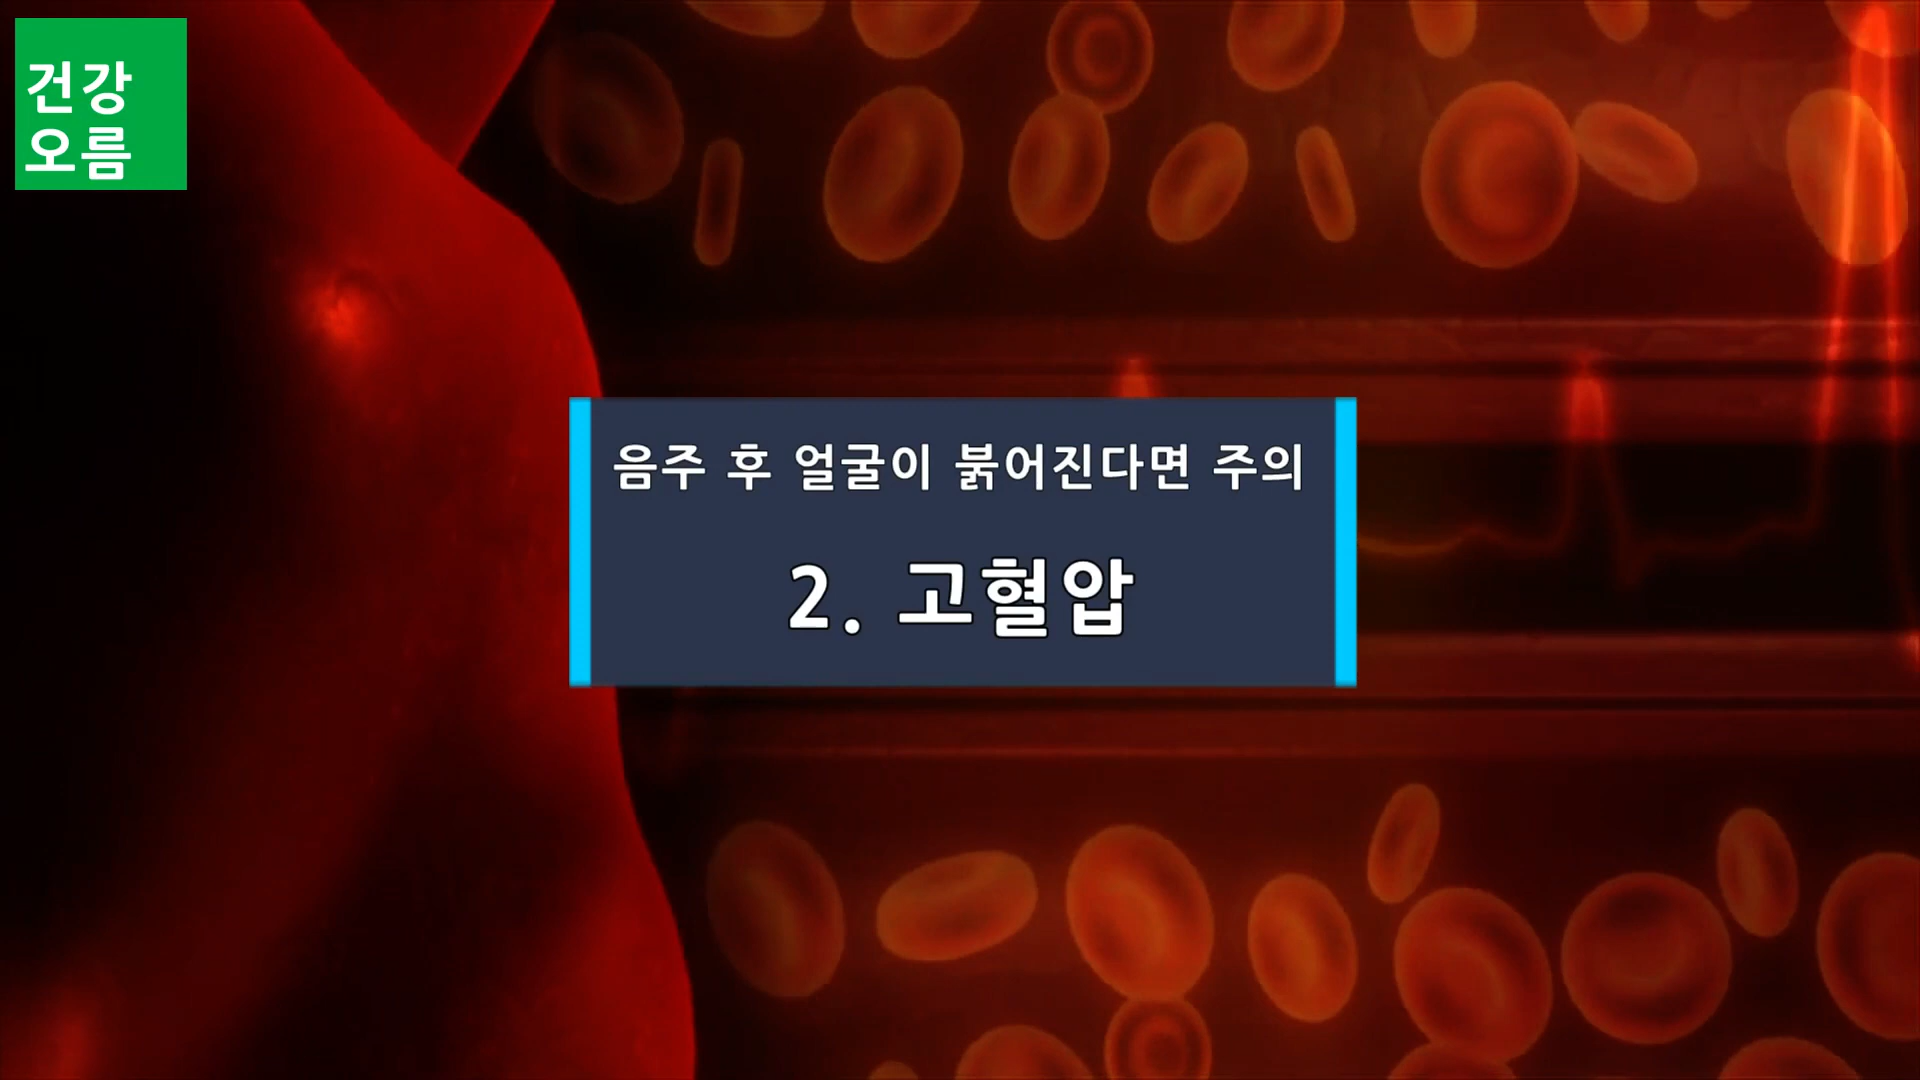 건강
오름
음주 후 얼굴이 붉어진다면 주의
2. 고혈압